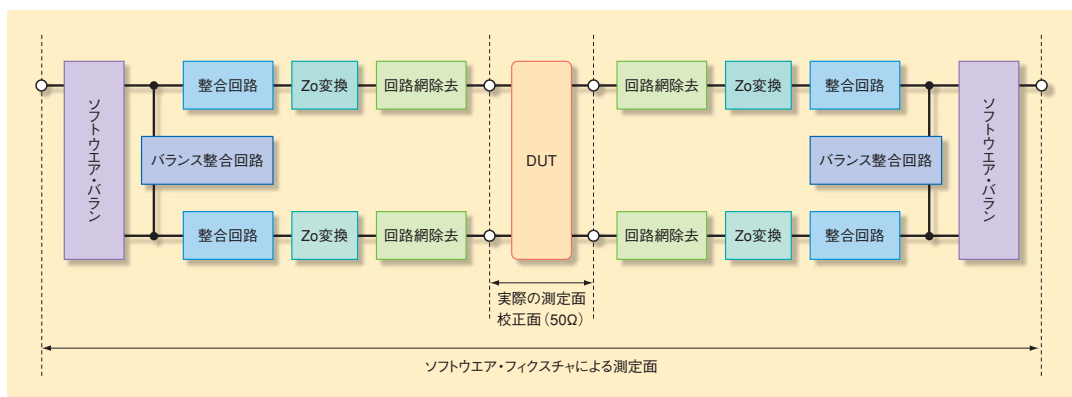 整合回路
Zo変換
回路網除去
回路網除去
Zo変換
整合回路
ソフトウエア・バラン
バランス整合回路
DUT
バランス整合回路
ソフトウエア・バラン
整合回路
Zo変換
回路網除去
回路網除去
Zo変換
整合回路
実際の測定面
校正面（50Ω）
ソフトウエア・フィクスチャによる測定面